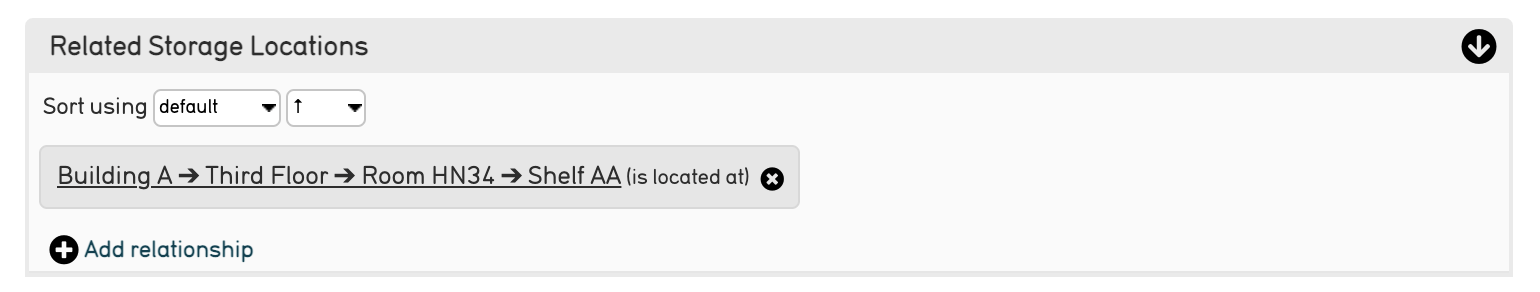 Related Storage Locations
Sort using default ↑
Building A ➔ Third Floor ➔ Room HN34 ➔ Shelf AA (is located at)
Add relationship